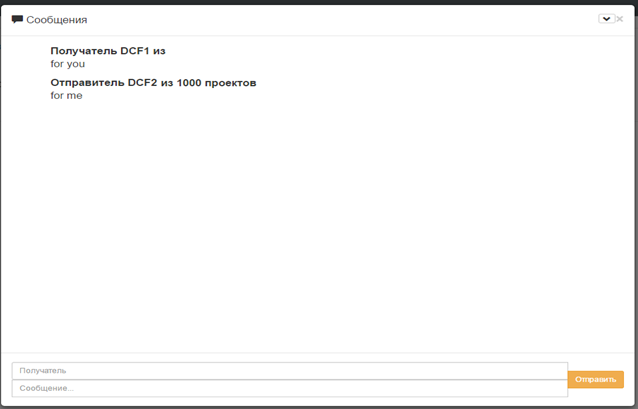 Сообщения
Получатель DCF1 из
for you
Отправитель DCF2 из 1000 проектов
for me
Получатель
Сообщение...
Отправить